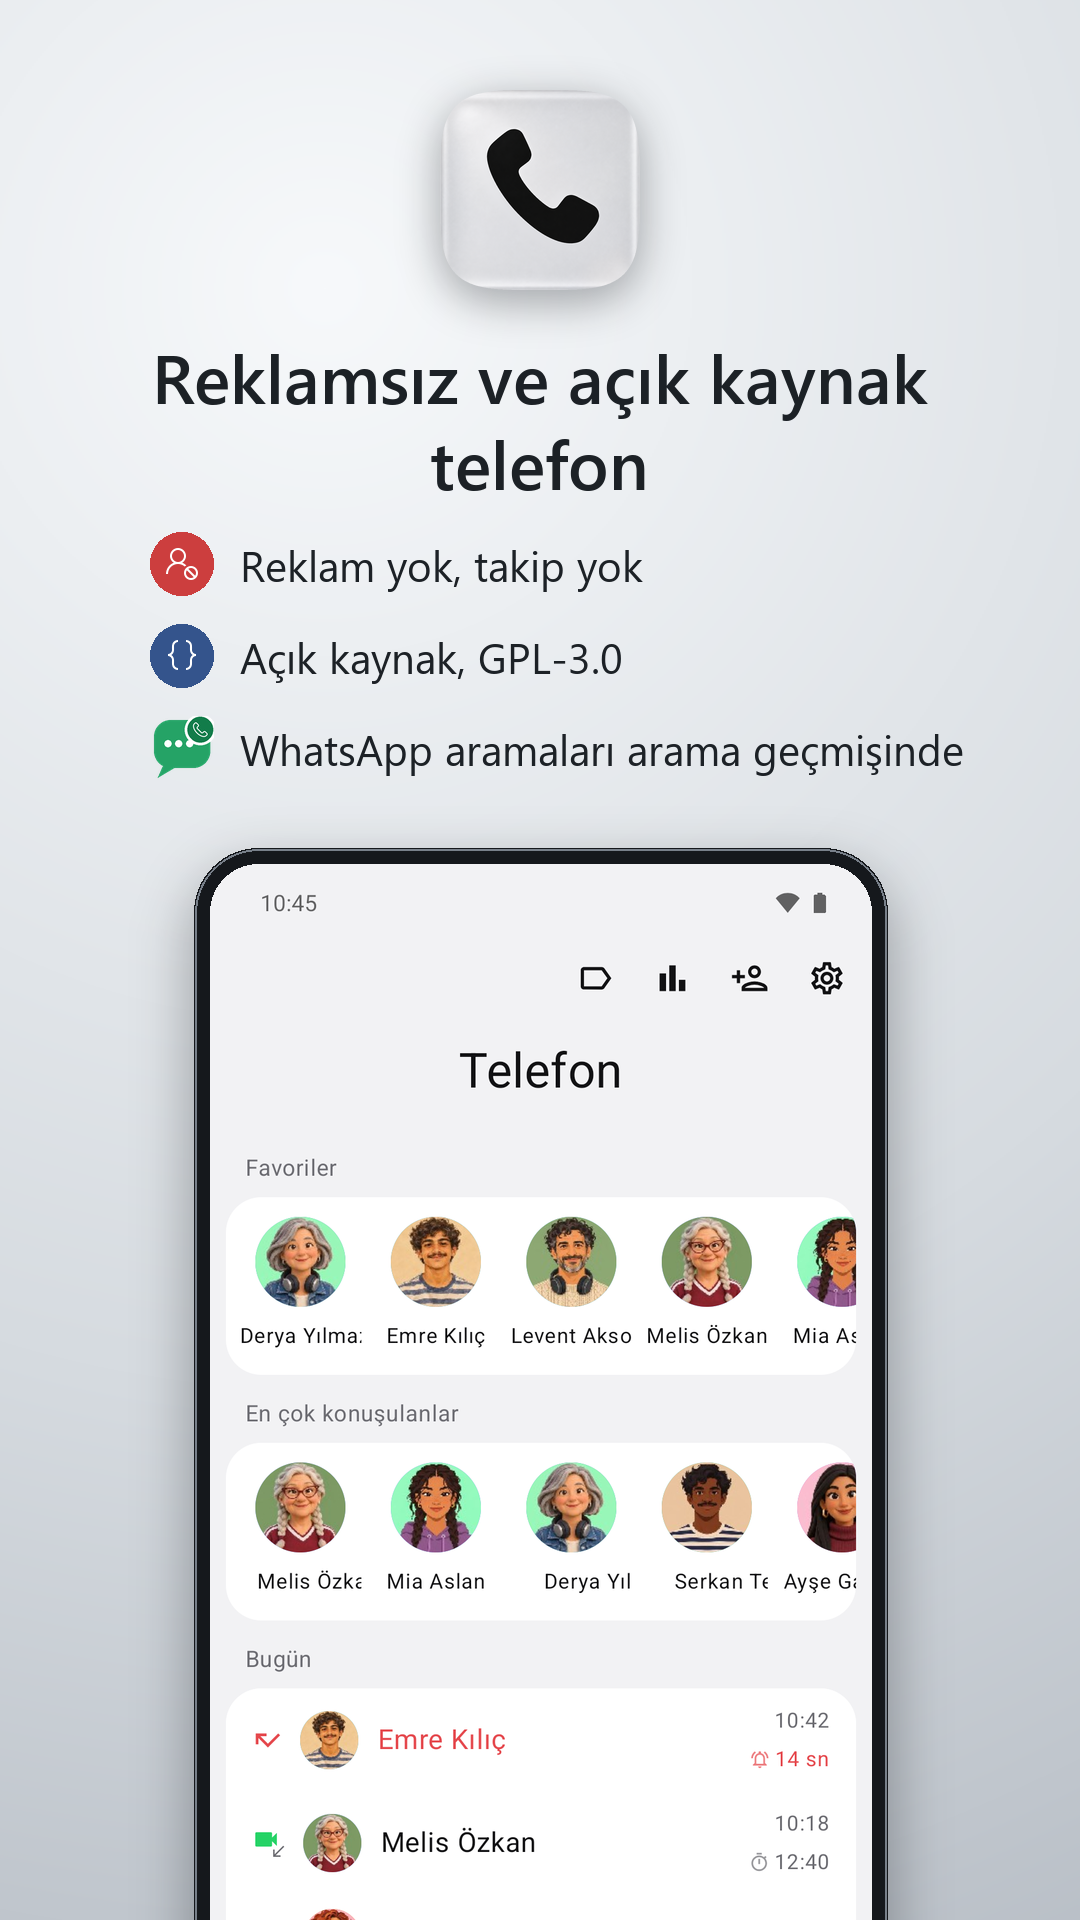 Reklamsız ve açık kaynak
telefon
Reklam yok, takip yok
Açık kaynak, GPL-3.0
WhatsApp aramaları arama geçmişinde
10:45
Telefon
Favoriler
Derya Yılma
Emre Kılıç
Levent Akso
Melis Özkan
Mia As
En çok konuşulanlar
Melis Özka
Mia Aslan
Derya Yıl
Serkan Te
Ayşe Ga
Bugün
Emre Kılıç
10:42
14 sn
Melis Özkan
10:18
12:40